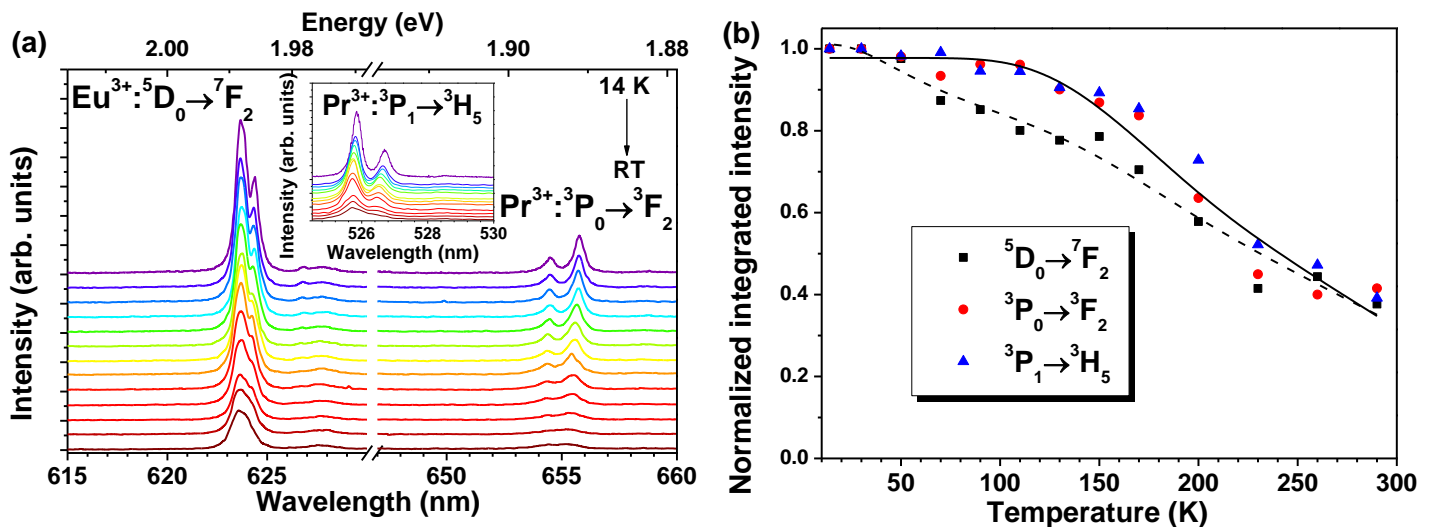 (a)
Energy (eV)
2.00 1.98 1.90 1.88
Eu³⁺:⁵D₀→⁷F₂
Pr³⁺:³P₁→³H₅
Intensity (arb. units)
526 528 530
Wavelength (nm)
14 K
RT
Pr³⁺:³P₀→³F₂
Intensity (arb. units)
615 620 625 650 655 660
Wavelength (nm)
(b)
Normalized integrated intensity
1.0
0.8
0.6
0.4
0.2
0.0
⁵D₀→⁷F₂
³P₀→³F₂
³P₁→³H₅
50 100 150 200 250 300
Temperature (K)